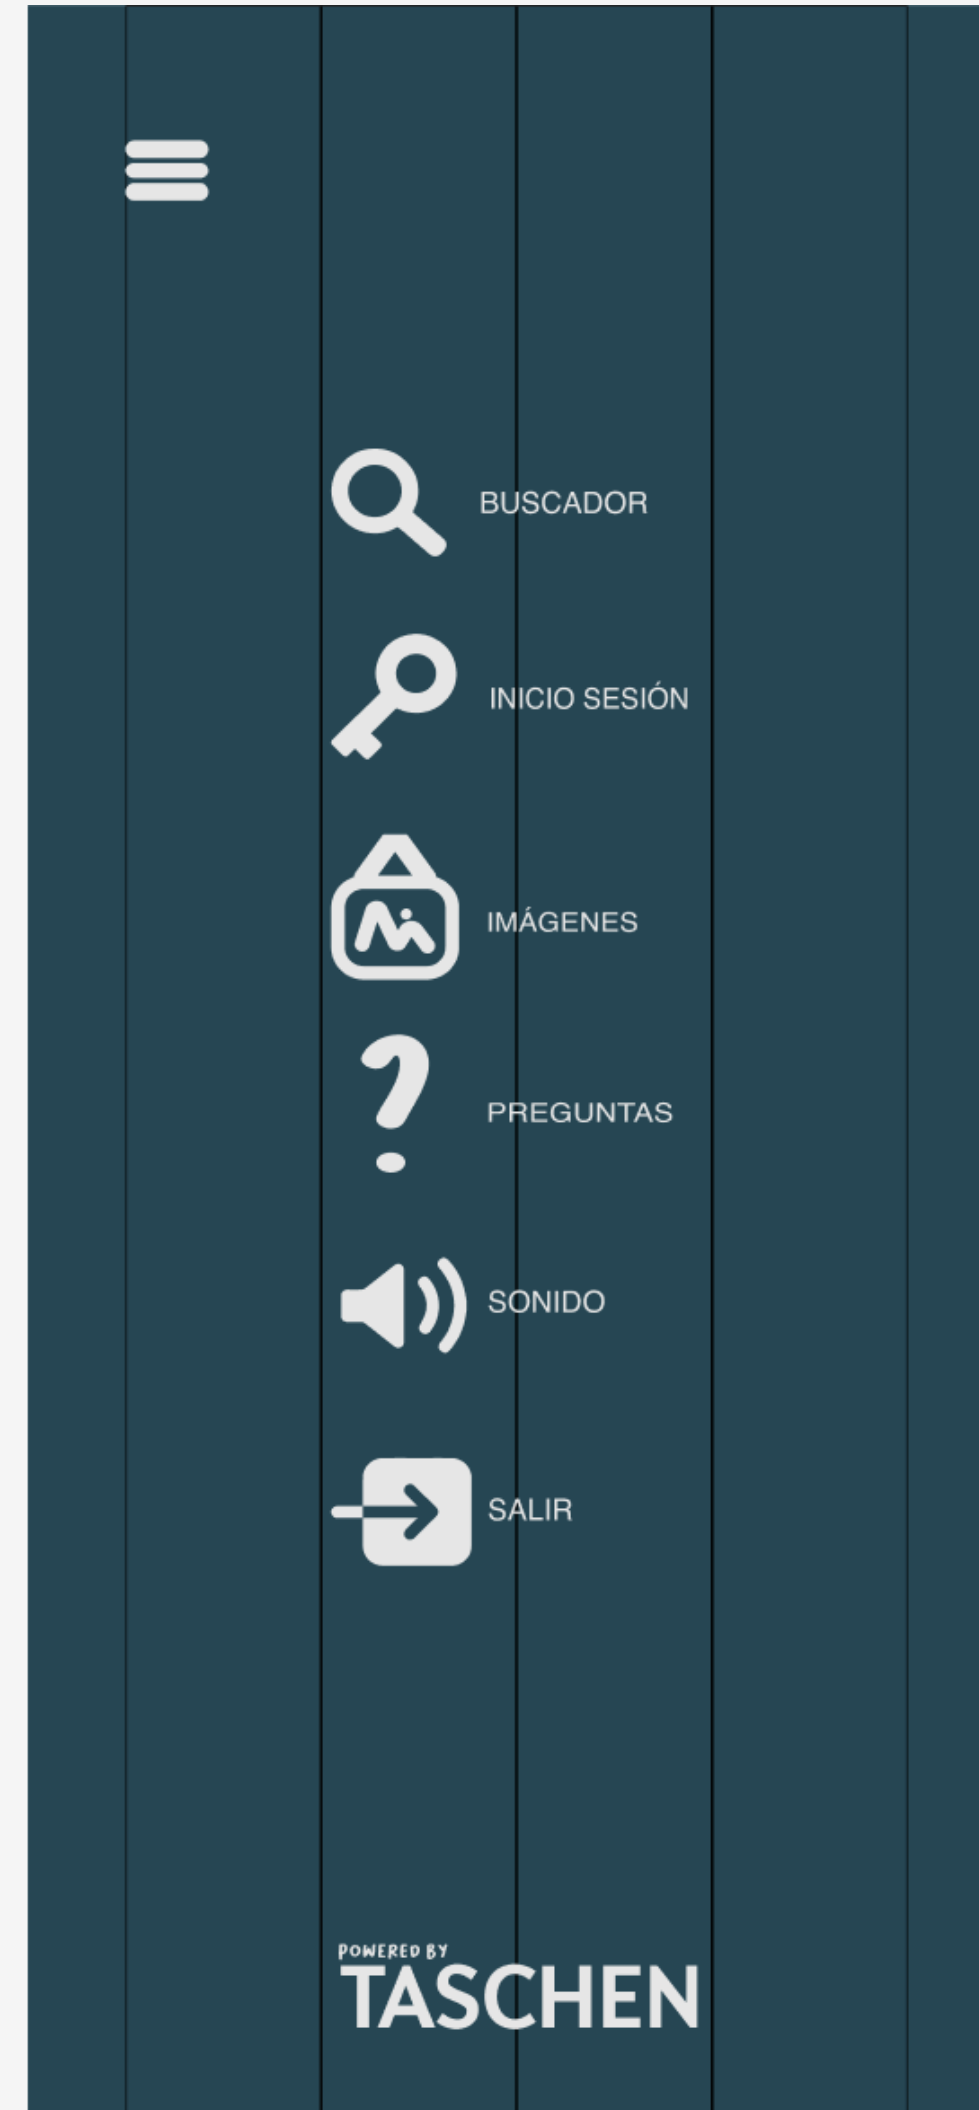 BUSCADOR
INICIO SESIÓN
IMÁGENES
PREGUNTAS
SONIDO
SALIR
POWERED BY
TASCHEN